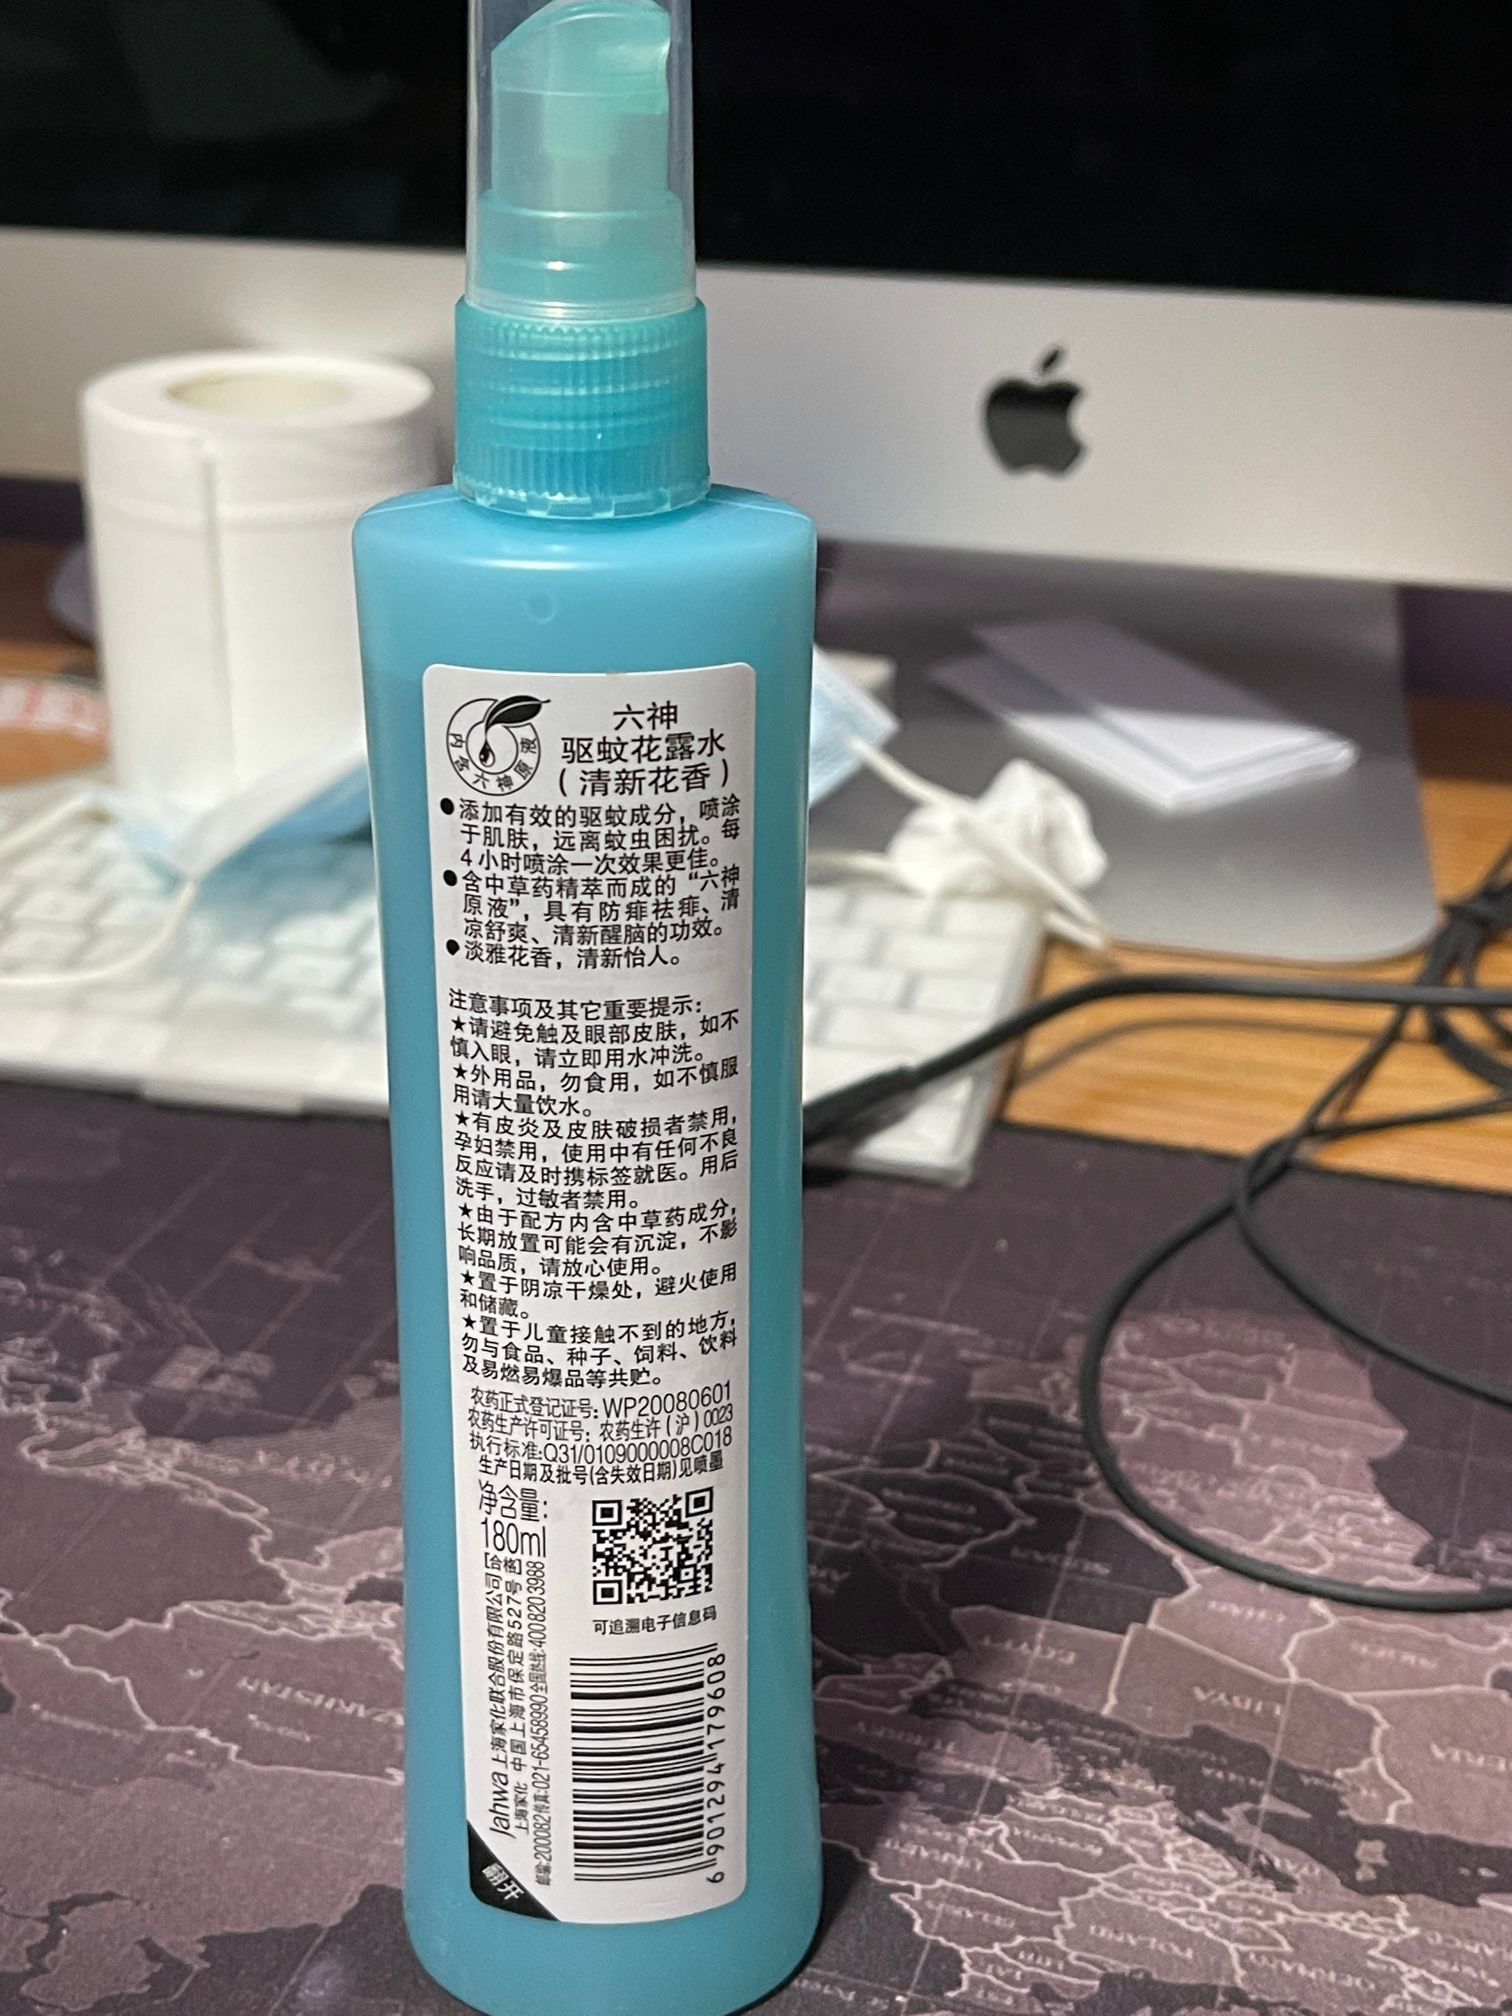 内含六神原液
六神
驱蚊花露水
（清新花香）
●添加有效的驱蚊成分，喷涂
于肌肤，远离蚊虫困扰。每
4小时喷涂一次效果更佳。
●含中草药精萃而成的“六神
原液”，具有防痱祛痱、清
凉舒爽、清新醒脑的功效。
●淡雅花香，清新怡人。
注意事项及其它重要提示：
★请避免触及眼部皮肤，如不
慎入眼，请立即用水冲洗。
★外用品，勿食用，如不慎服
用请大量饮水。
★有皮炎及皮肤破损者禁用，
孕妇禁用，使用中有任何不良
反应请及时携标签就医。用后
洗手，过敏者禁用。
★由于配方内含中草药成分，
长期放置可能会有沉淀，不影
响品质，请放心使用。
★置于阴凉干燥处，避火使用
和储藏。
★置于儿童接触不到的地方，
勿与食品、种子、饲料、饮料
及易燃易爆品等共贮。
农药正式登记证号：WP20080601
农药生产许可证号：农药生许（沪）0023
执行标准:Q31/0109000008C018
生产日期及批号(含失效日期)见喷墨
净含量：
180ml
可追溯电子信息码
Jahwa 上海家化联合股份有限公司 [合格]
上海家化 中国上海市保定路527号
邮编:200082传真:021-65458990全国热线:4008203988
6 901294 179608
翻开
LIBYA